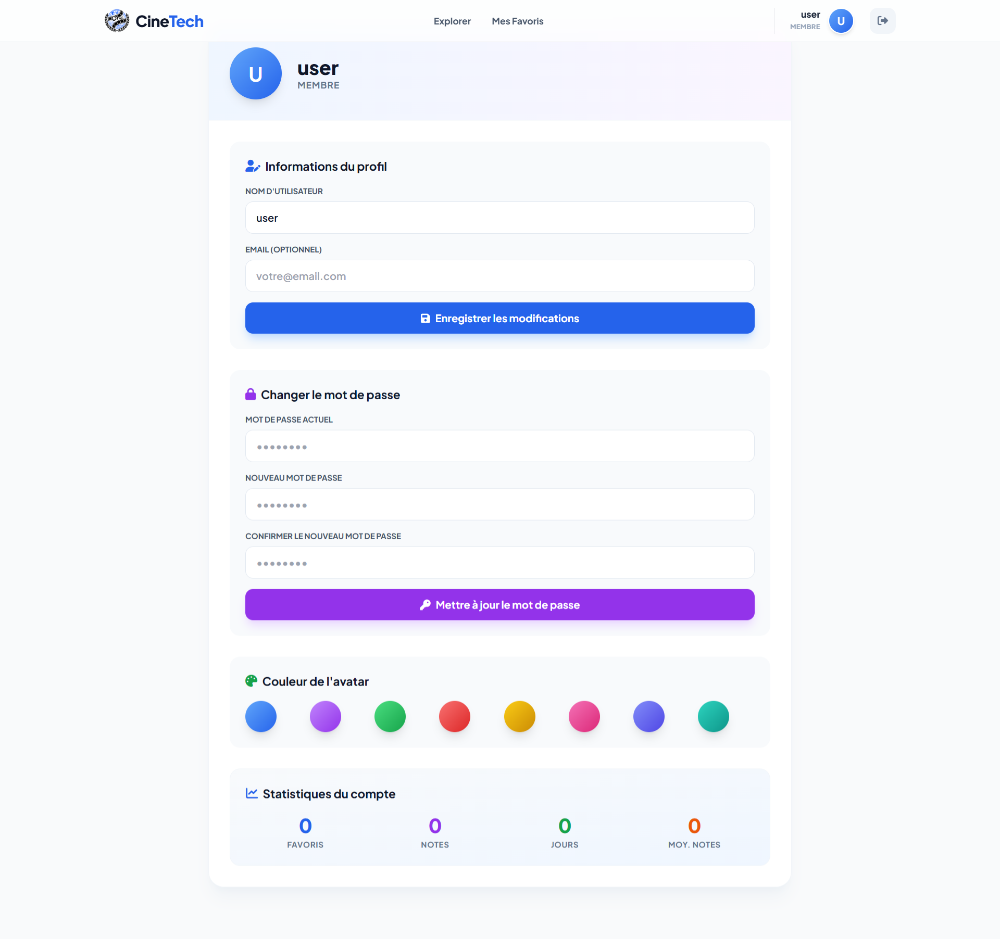 CineTech
Explorer
Mes Favoris
user
MEMBRE
U
U
user
MEMBRE
Informations du profil
NOM D'UTILISATEUR
user
EMAIL (OPTIONNEL)
votre@email.com
Enregistrer les modifications
Changer le mot de passe
MOT DE PASSE ACTUEL
••••••••
NOUVEAU MOT DE PASSE
••••••••
CONFIRMER LE NOUVEAU MOT DE PASSE
••••••••
Mettre à jour le mot de passe
Couleur de l'avatar
Statistiques du compte
0
FAVORIS
0
NOTES
0
JOURS
0
MOY. NOTES